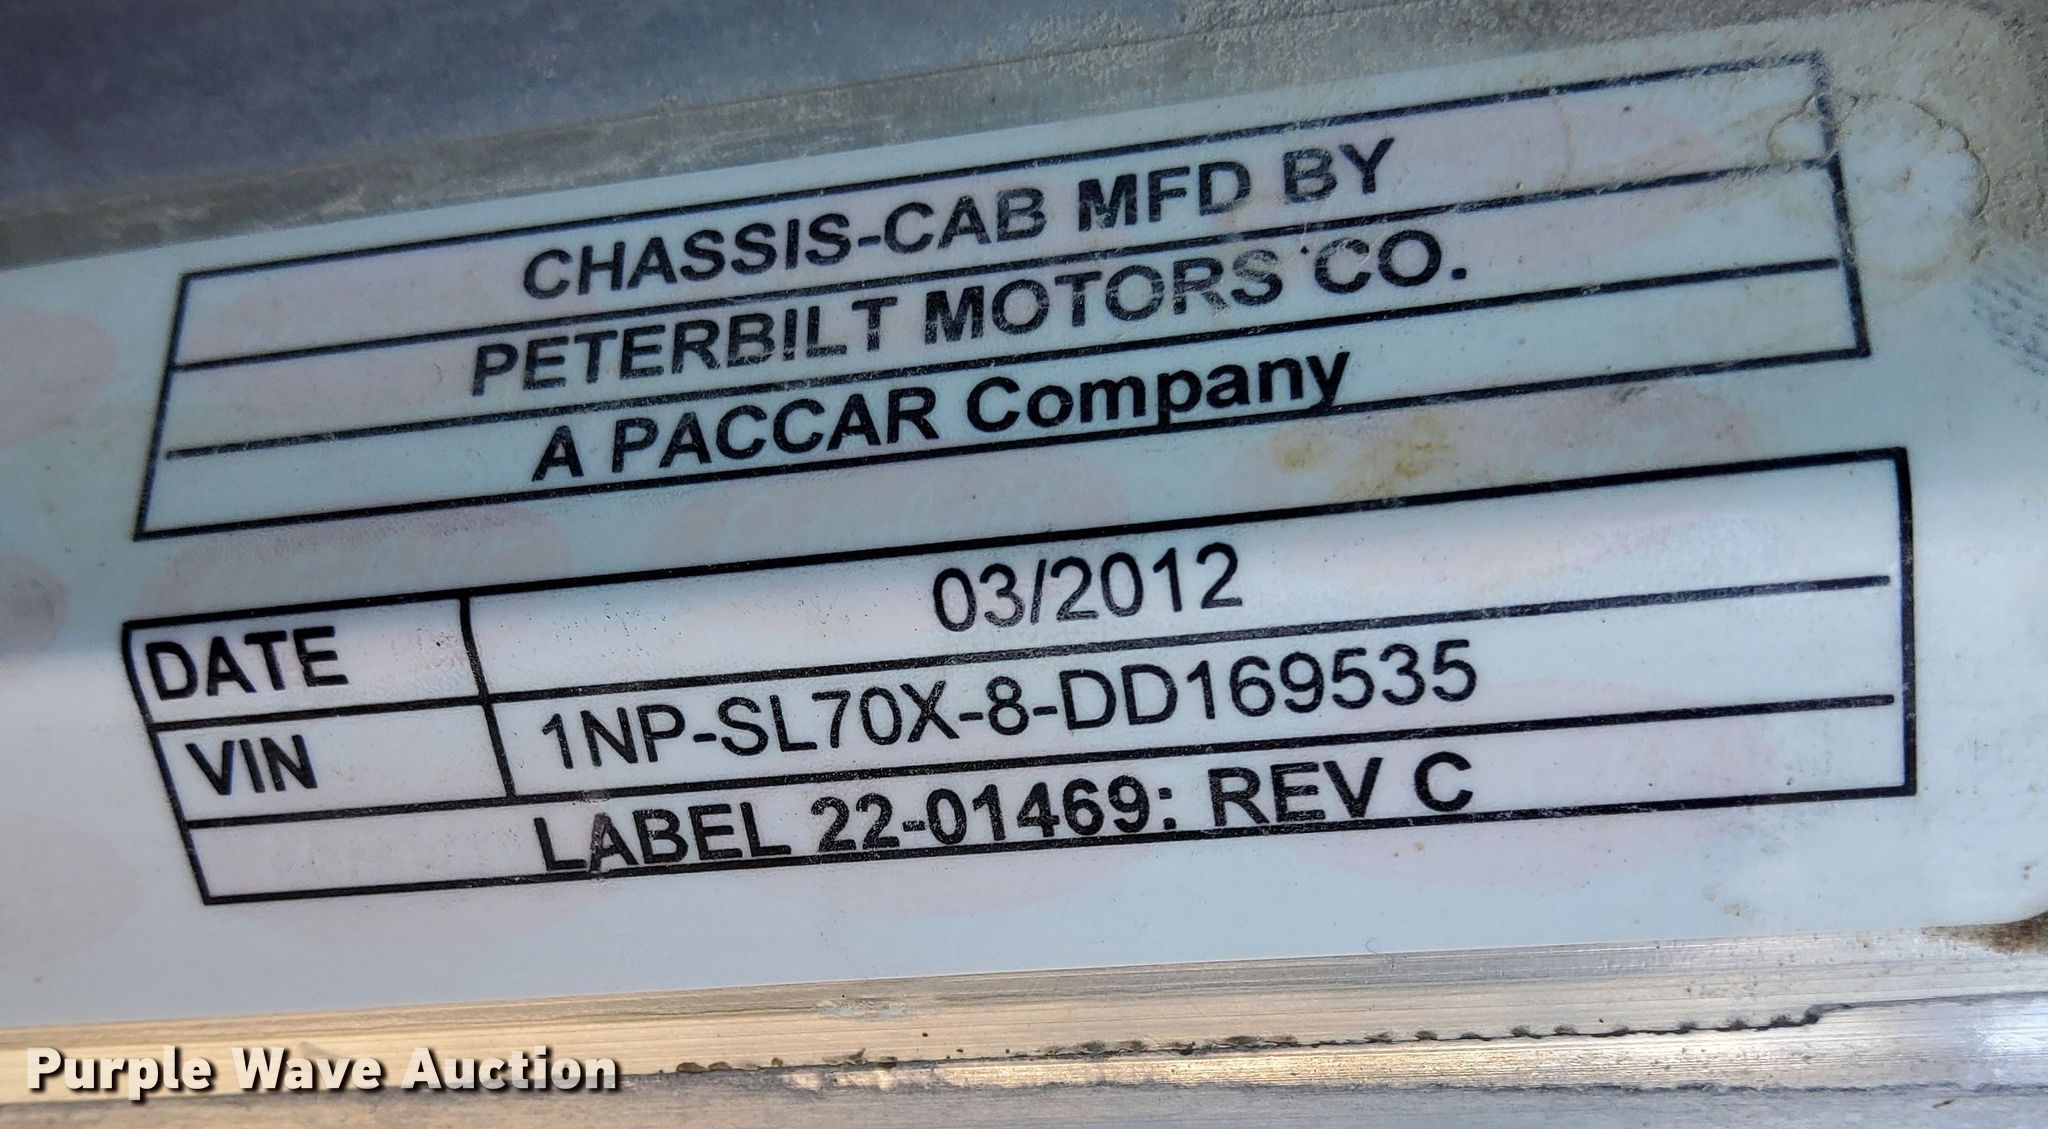 CHASSIS-CAB MFD BY
PETERBILT MOTORS CO.
A PACCAR Company
DATE 03/2012
VIN 1NP-SL70X-8-DD169535
LABEL 22-01469: REV C
Purple Wave Auction